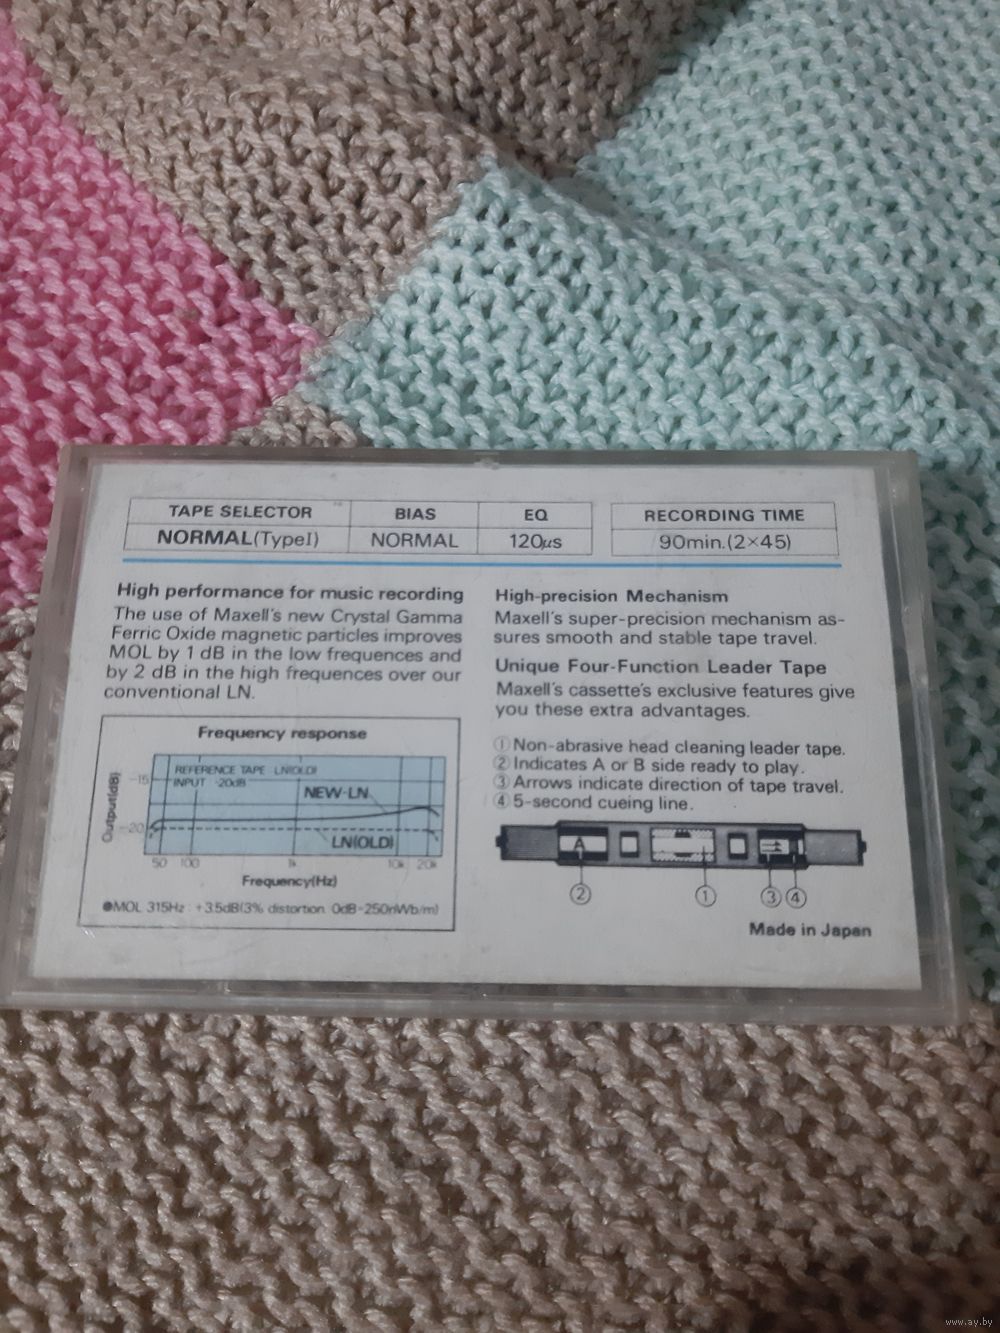 TAPE SELECTOR BIAS EQ RECORDING TIME
NORMAL(TypeI) NORMAL 120μs 90min.(2×45)
High performance for music recording
The use of Maxell's new Crystal Gamma
Ferric Oxide magnetic particles improves
MOL by 1 dB in the low frequences and
by 2 dB in the high frequences over our
conventional LN.
Frequency response
Output(dB)
-15
-20
REFERENCE TAPE : LN(OLD)
INPUT : -20dB
NEW-LN
LN(OLD)
50 100 1k 10k 20k
Frequency(Hz)
●MOL 315Hz : +3.5dB(3% distortion 0dB=250nWb/m)
High-precision Mechanism
Maxell's super-precision mechanism as-
sures smooth and stable tape travel.
Unique Four-Function Leader Tape
Maxell's cassette's exclusive features give
you these extra advantages.
① Non-abrasive head cleaning leader tape.
② Indicates A or B side ready to play.
③ Arrows indicate direction of tape travel.
④ 5-second cueing line.
A
② ① ③ ④
Made in Japan
www.ay.by